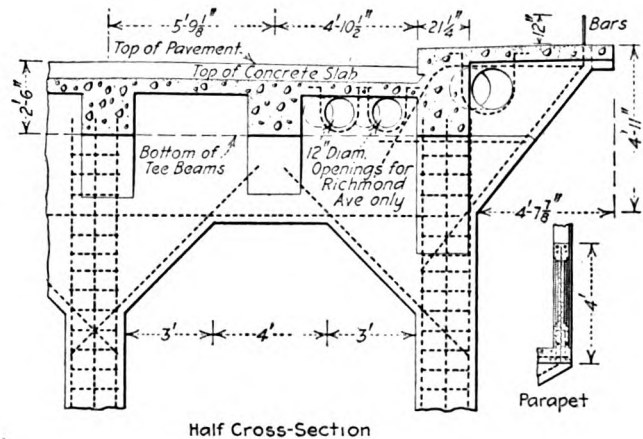 5'-9⅛"
4'-10½"
21¼"
12"
Bars
Top of Pavement
Top of Concrete Slab
2'-6"
4'-11"
Bottom of
Tee Beams
12" Diam.
Openings for
Richmond
Ave only
4'-7⅞"
3'
4'
3'
4'
Parapet
Half Cross-Section